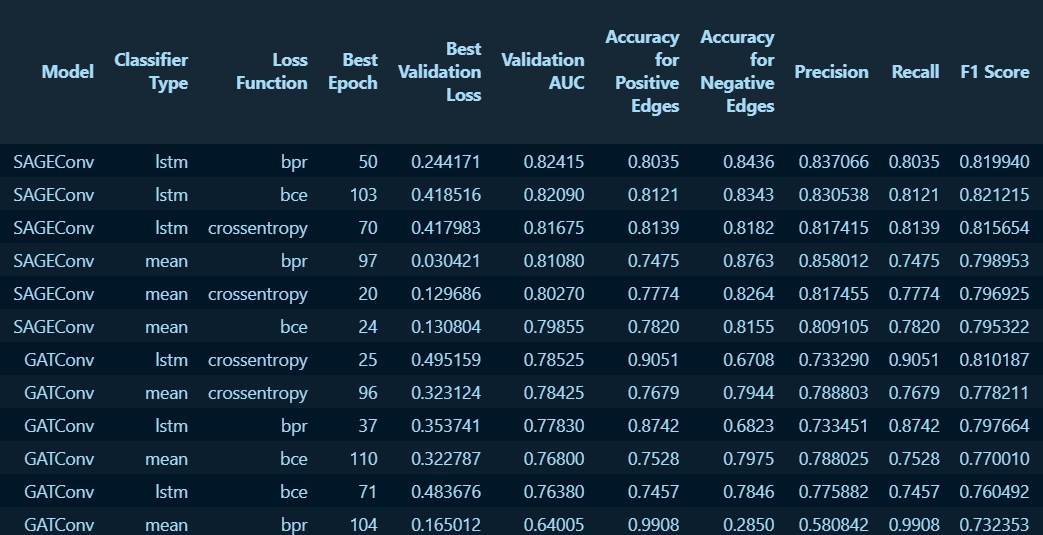 Model Classifier Type Loss Function Best Epoch Best Validation Loss Validation AUC Accuracy for Positive Edges Accuracy for Negative Edges Precision Recall F1 Score
SAGEConv lstm bpr 50 0.244171 0.82415 0.8035 0.8436 0.837066 0.8035 0.819940
SAGEConv lstm bce 103 0.418516 0.82090 0.8121 0.8343 0.830538 0.8121 0.821215
SAGEConv lstm crossentropy 70 0.417983 0.81675 0.8139 0.8182 0.817415 0.8139 0.815654
SAGEConv mean bpr 97 0.030421 0.81080 0.7475 0.8763 0.858012 0.7475 0.798953
SAGEConv mean crossentropy 20 0.129686 0.80270 0.7774 0.8264 0.817455 0.7774 0.796925
SAGEConv mean bce 24 0.130804 0.79855 0.7820 0.8155 0.809105 0.7820 0.795322
GATConv lstm crossentropy 25 0.495159 0.78525 0.9051 0.6708 0.733290 0.9051 0.810187
GATConv mean crossentropy 96 0.323124 0.78425 0.7679 0.7944 0.788803 0.7679 0.778211
GATConv lstm bpr 37 0.353741 0.77830 0.8742 0.6823 0.733451 0.8742 0.797664
GATConv mean bce 110 0.322787 0.76800 0.7528 0.7975 0.788025 0.7528 0.770010
GATConv lstm bce 71 0.483676 0.76380 0.7457 0.7846 0.775882 0.7457 0.760492
GATConv mean bpr 104 0.165012 0.64005 0.9908 0.2850 0.580842 0.9908 0.732353